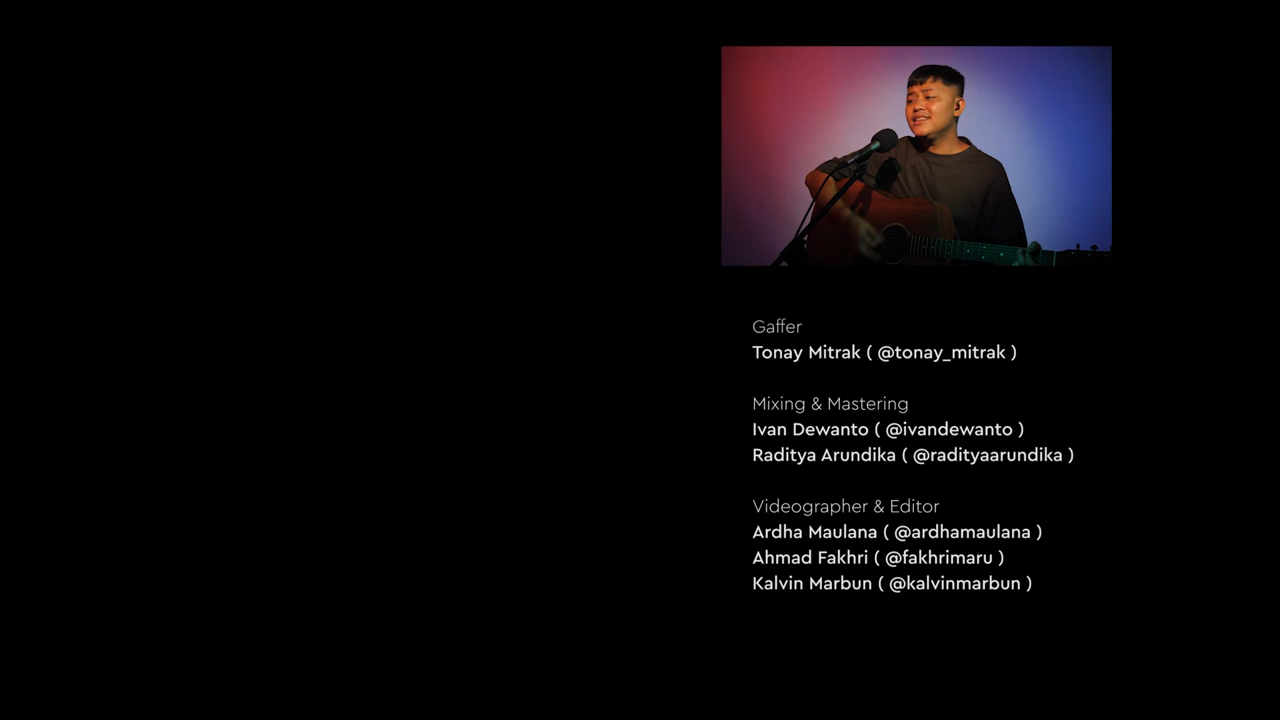 Gaffer
Tonay Mitrak ( @tonay_mitrak )
Mixing & Mastering
Ivan Dewanto ( @ivandewanto )
Raditya Arundika ( @radityaarundika )
Videographer & Editor
Ardha Maulana ( @ardhamaulana )
Ahmad Fakhri ( @fakhrimaru )
Kalvin Marbun ( @kalvinmarbun )